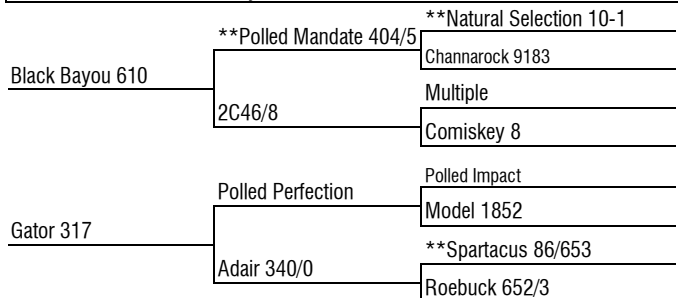 **Natural Selection 10-1
**Polled Mandate 404/5
Channarock 9183
Black Bayou 610
Multiple
2C46/8
Comiskey 8
Polled Impact
Polled Perfection
Model 1852
Gator 317
**Spartacus 86/653
Adair 340/0
Roebuck 652/3